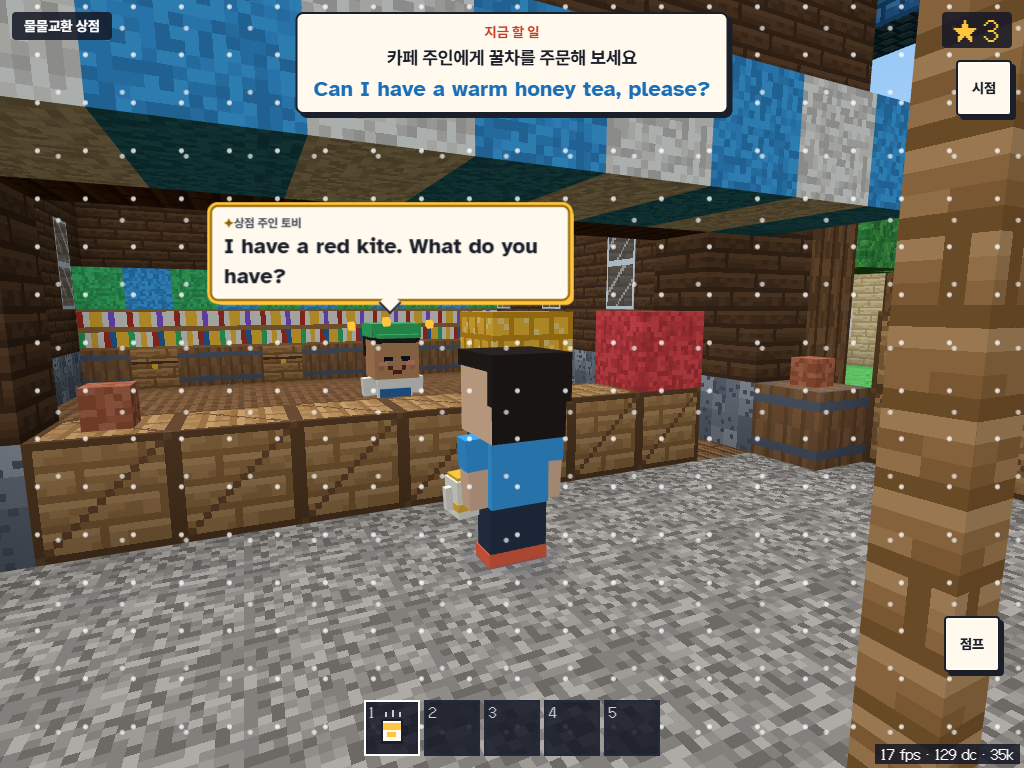 물물교환 상점
지금 할 일
카페 주인에게 꿀차를 주문해 보세요
Can I have a warm honey tea, please?
★ 3
시점
✦상점 주인 토비
I have a red kite. What do you
have?
점프
1 2 3 4 5
17 fps · 129 dc · 35k